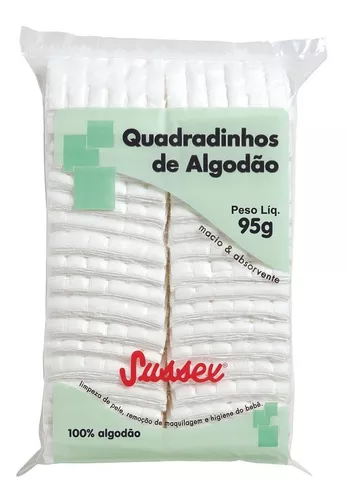 Quadradinhos
de Algodão
Peso Líq.
95g
macio & absorvente
Sussex®
limpeza de pele, remoção de maquilagem e higiene do bebê.
100% algodão